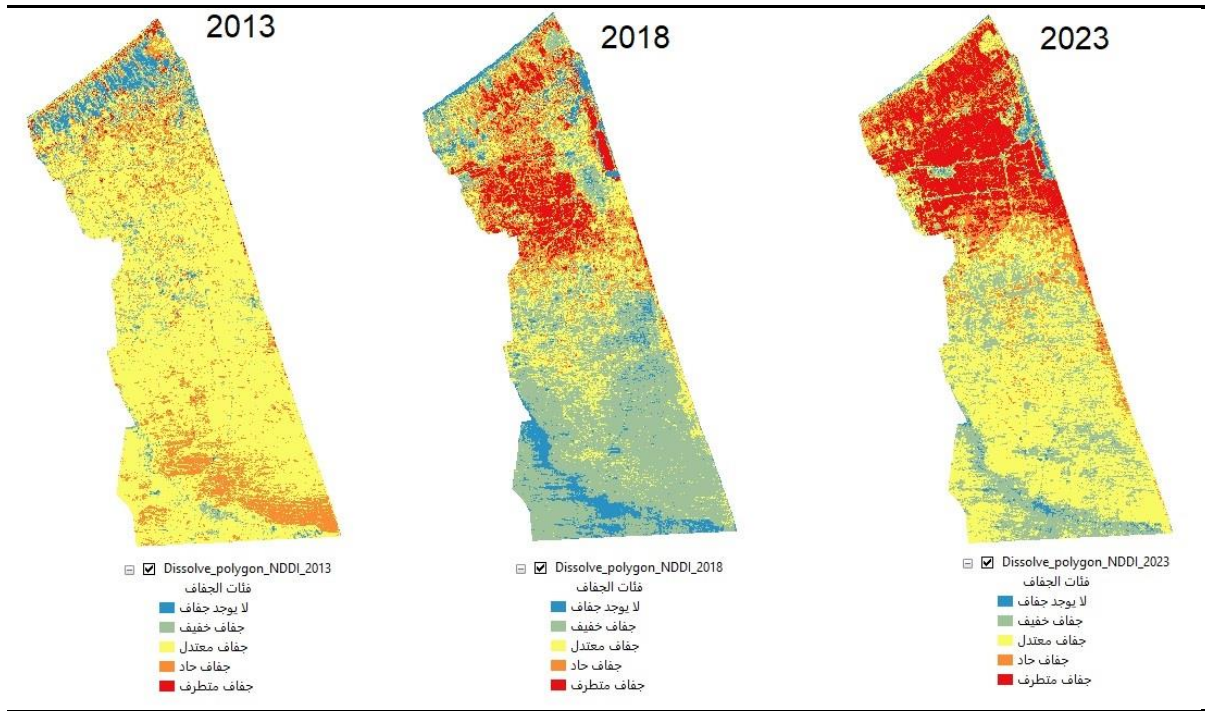 2013
2018
2023
Dissolve_polygon_NDDI_2013
فئات الجفاف
لا يوجد جفاف
جفاف خفيف
جفاف معتدل
جفاف حاد
جفاف متطرف
Dissolve_polygon_NDDI_2018
فئات الجفاف
لا يوجد جفاف
جفاف خفيف
جفاف معتدل
جفاف حاد
جفاف متطرف
Dissolve_polygon_NDDI_2023
فئات الجفاف
لا يوجد جفاف
جفاف خفيف
جفاف معتدل
جفاف حاد
جفاف متطرف